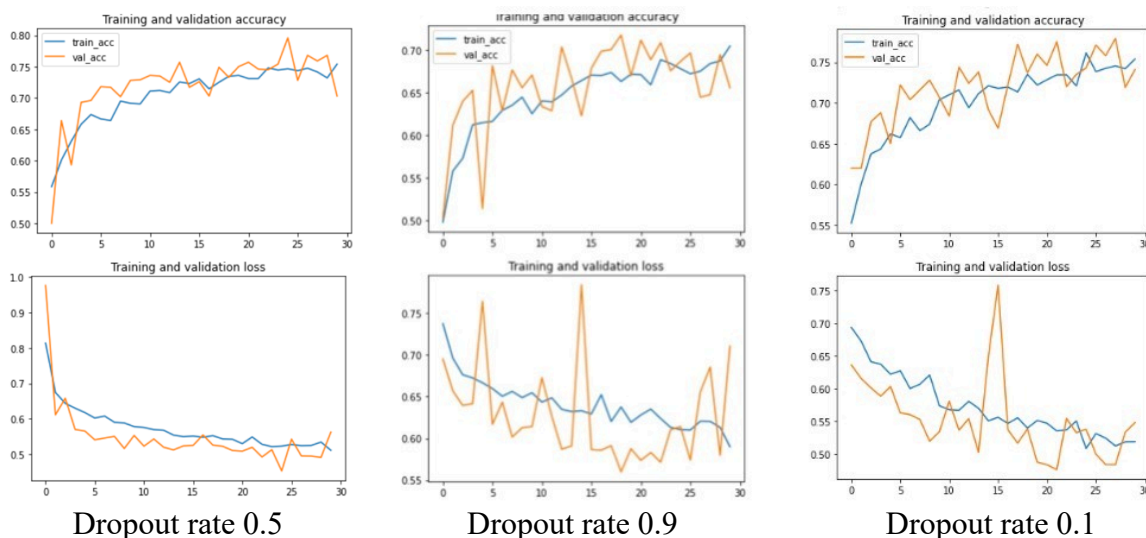 Training and validation accuracy
train_acc
val_acc
0.80
0.75
0.70
0.65
0.60
0.55
0.50
0 5 10 15 20 25 30
Training and validation accuracy
train_acc
val_acc
0.70
0.65
0.60
0.55
0.50
0 5 10 15 20 25 30
Training and validation accuracy
train_acc
val_acc
0.75
0.70
0.65
0.60
0.55
0 5 10 15 20 25 30
Training and validation loss
1.0
0.9
0.8
0.7
0.6
0.5
0 5 10 15 20 25 30
Training and validation loss
0.75
0.70
0.65
0.60
0.55
0 5 10 15 20 25 30
Training and validation loss
0.75
0.70
0.65
0.60
0.55
0.50
0 5 10 15 20 25 30
Dropout rate 0.5
Dropout rate 0.9
Dropout rate 0.1